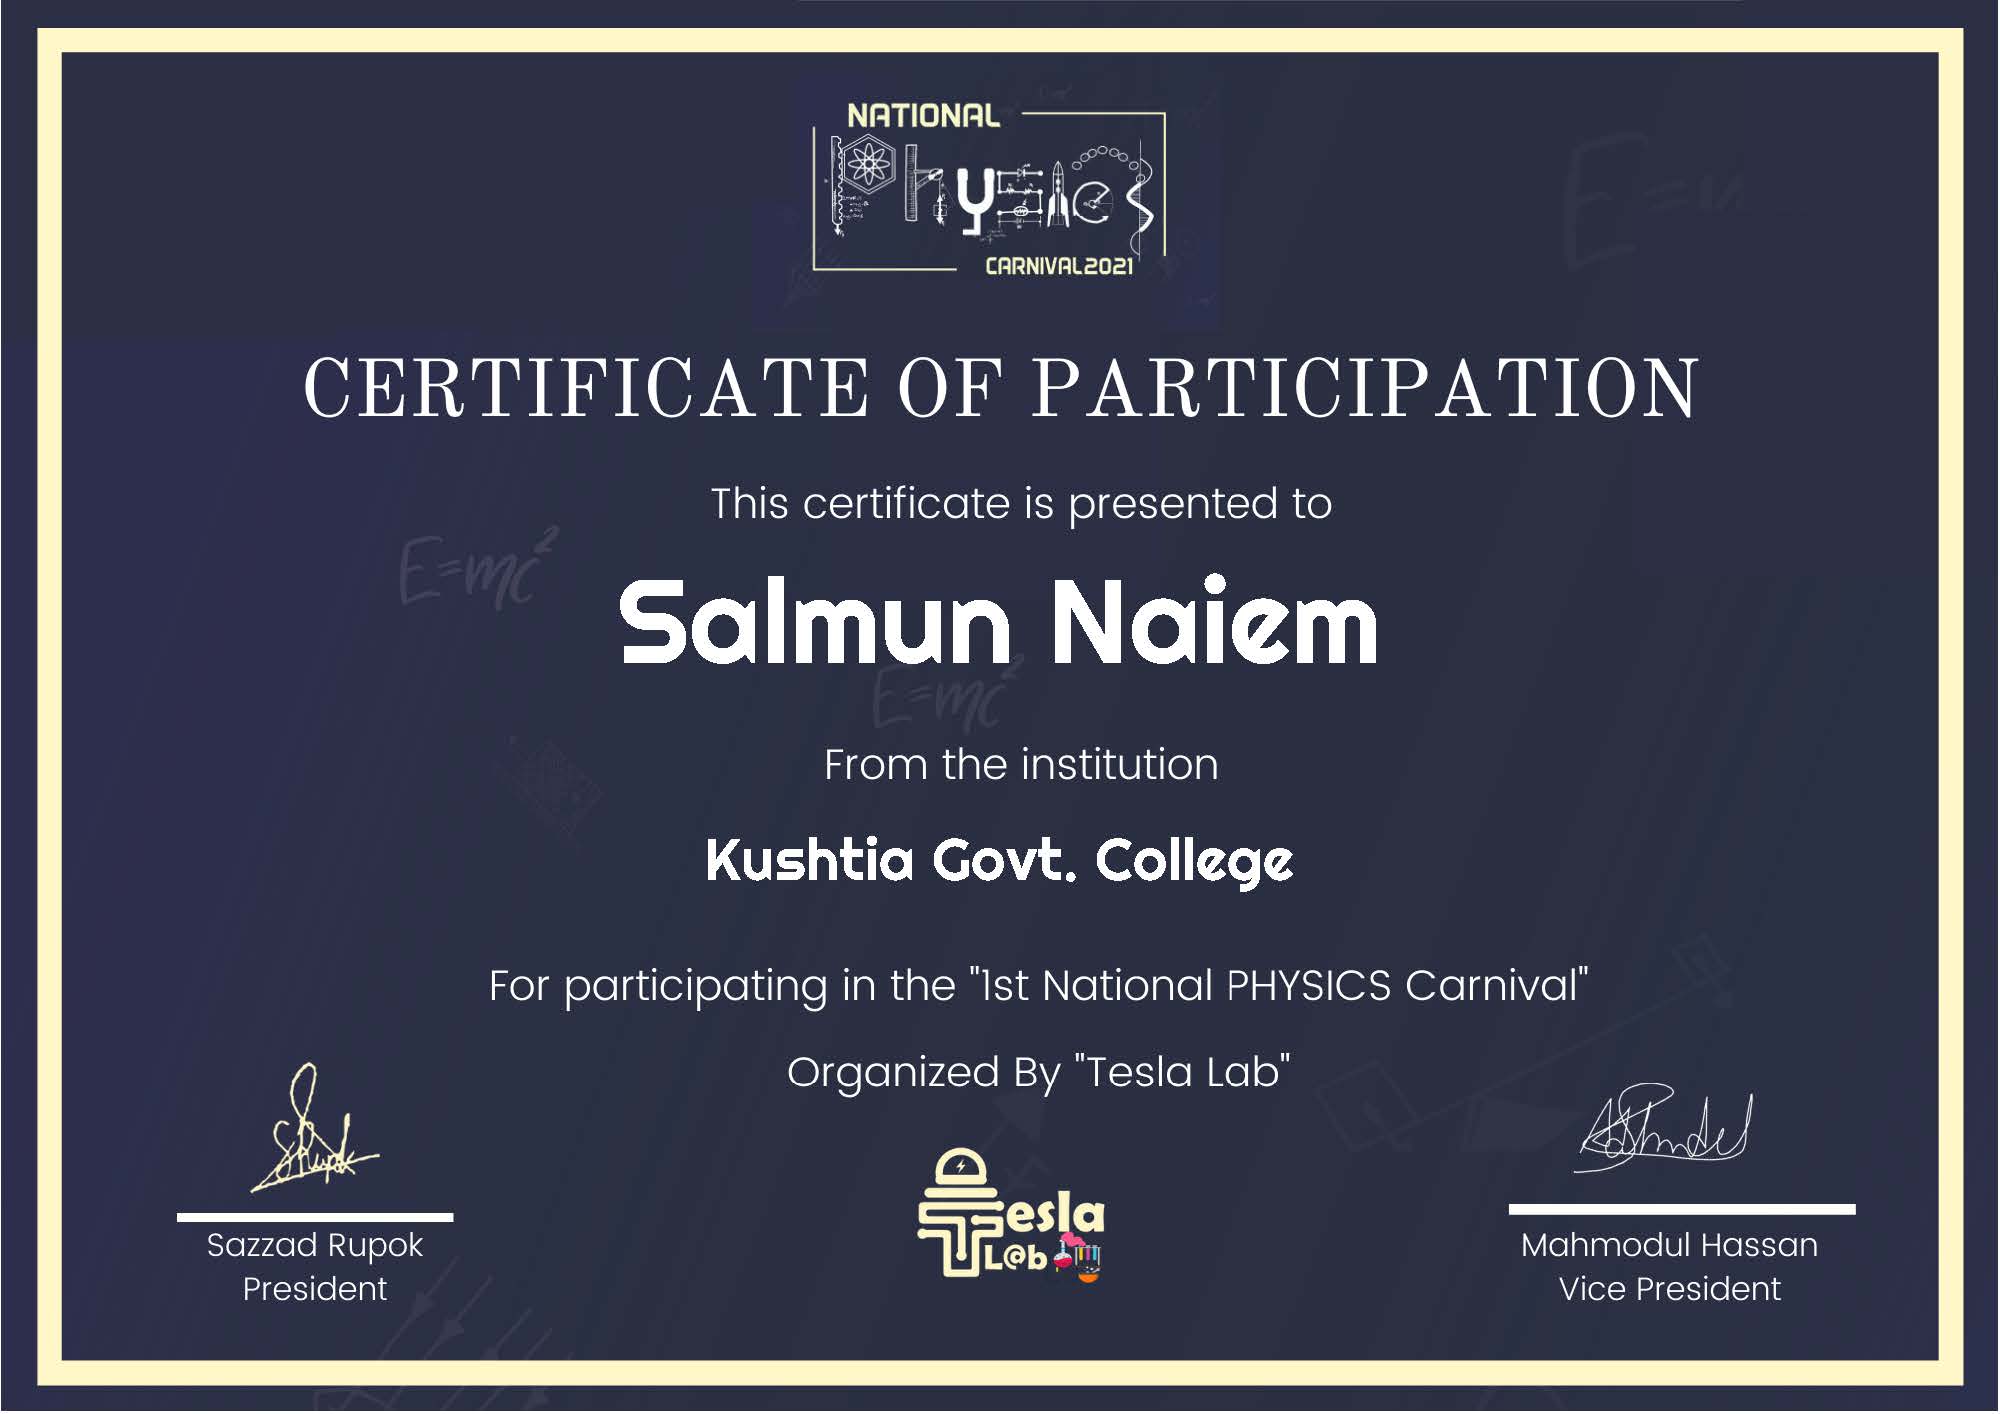 NATIONAL
PHYSICS
CARNIVAL2021
CERTIFICATE OF PARTICIPATION
This certificate is presented to
E=mc²
Salmun Naiem
E=mc²
From the institution
Kushtia Govt. College
For participating in the "1st National PHYSICS Carnival"
Organized By "Tesla Lab"
Tesla
L@b
Sazzad Rupok
President
Mahmodul Hassan
Vice President